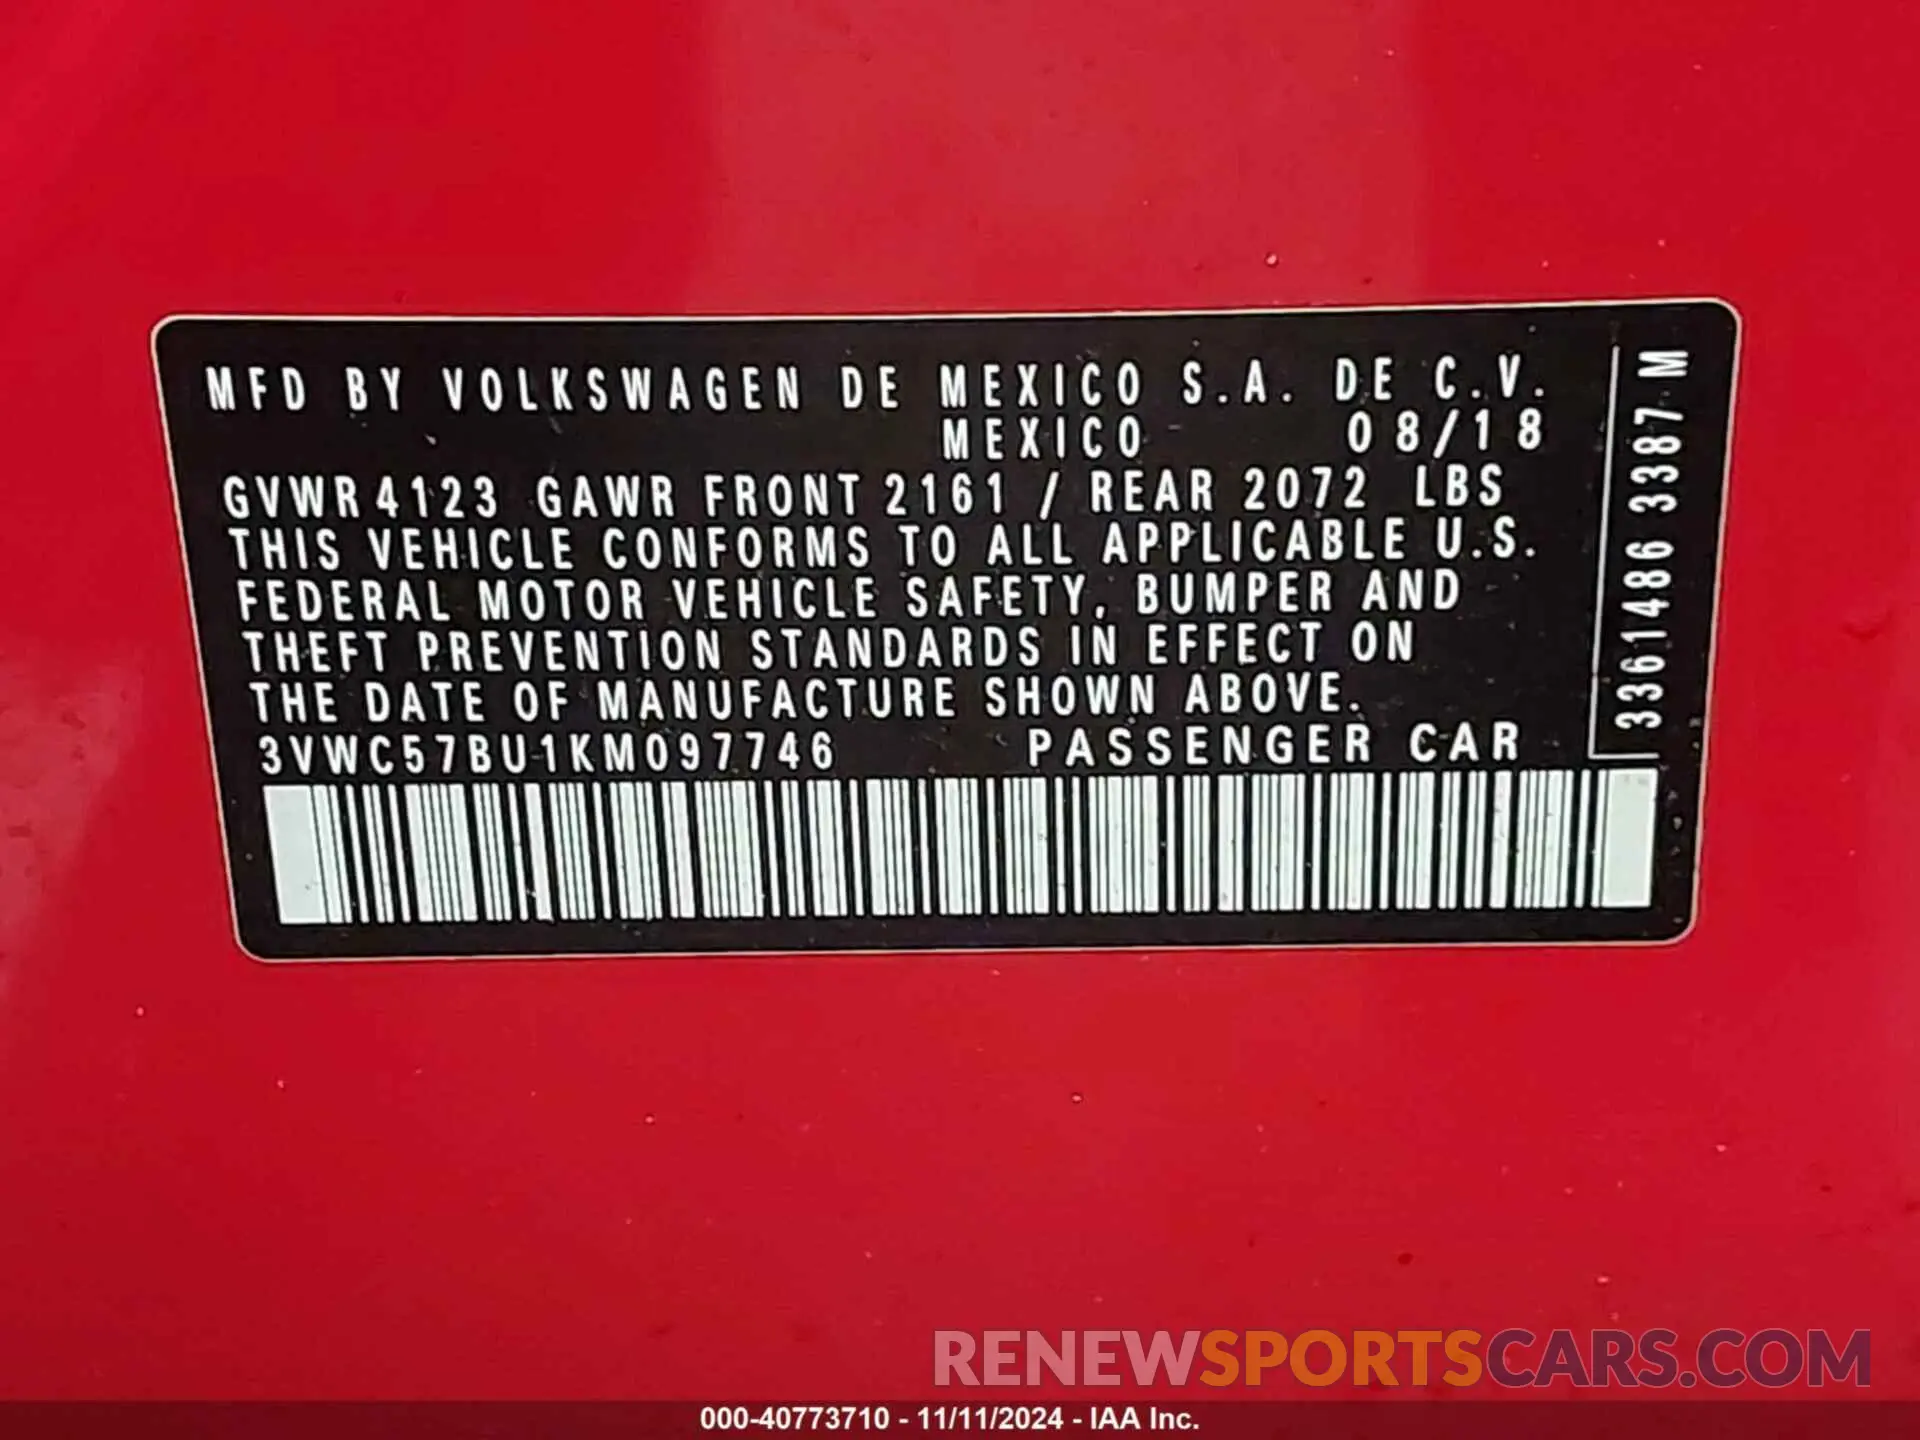 MFD BY VOLKSWAGEN DE MEXICO S.A. DE C.V.
MEXICO 08/18
GVWR 4123 GAWR FRONT 2161 / REAR 2072 LBS
THIS VEHICLE CONFORMS TO ALL APPLICABLE U.S.
FEDERAL MOTOR VEHICLE SAFETY, BUMPER AND
THEFT PREVENTION STANDARDS IN EFFECT ON
THE DATE OF MANUFACTURE SHOWN ABOVE.
3VWC57BU1KM097746 PASSENGER CAR
3361486 3387 M
RENEWSPORTSCARS.COM
000-40773710 - 11/11/2024 - IAA Inc.